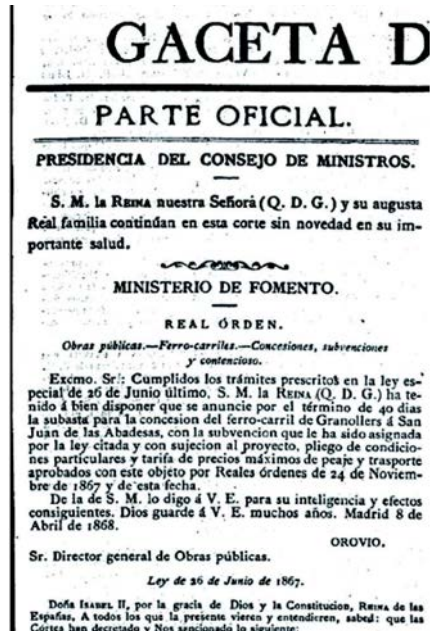 GACETA D
PARTE OFICIAL.
PRESIDENCIA DEL CONSEJO DE MINISTROS.
S. M. la REINA nuestra Señora (Q. D. G.) y su augusta
Real familia continúan en esta corte sin novedad en su im-
portante salud.
MINISTERIO DE FOMENTO.
REAL ÓRDEN.
Obras públicas.—Ferro-carriles.—Concesiones, subvenciones
y contencioso.
Excmo. Sr.: Cumplidos los trámites prescritos en la ley es-
pecial de 26 de Junio último, S. M. la REINA (Q. D. G.) ha te-
nido á bien disponer que se anuncie por el término de 40 dias
la subasta para la concesion del ferro-carril de Granollers á San
Juan de las Abadesas, con la subvencion que le ha sido asignada
por la ley citada y con sujecion al proyecto, pliego de condicio-
nes particulares y tarifa de precios máximos de peaje y trasporte
aprobados con este objeto por Reales órdenes de 24 de Noviem-
bre de 1867 y de esta fecha.
De la de S. M. lo digo á V. E. para su inteligencia y efectos
consiguientes. Dios guarde á V. E. muchos años. Madrid 8 de
Abril de 1868.
OROVIO.
Sr. Director general de Obras públicas.
Ley de 26 de Junio de 1867.
Doña ISABEL II, por la gracia de Dios y la Constitucion, REINA de las
Españas, A todos los que la presente vieren y entendieren, sabed: que las
Córtes han decretado y Nos sancionado lo siguiente: